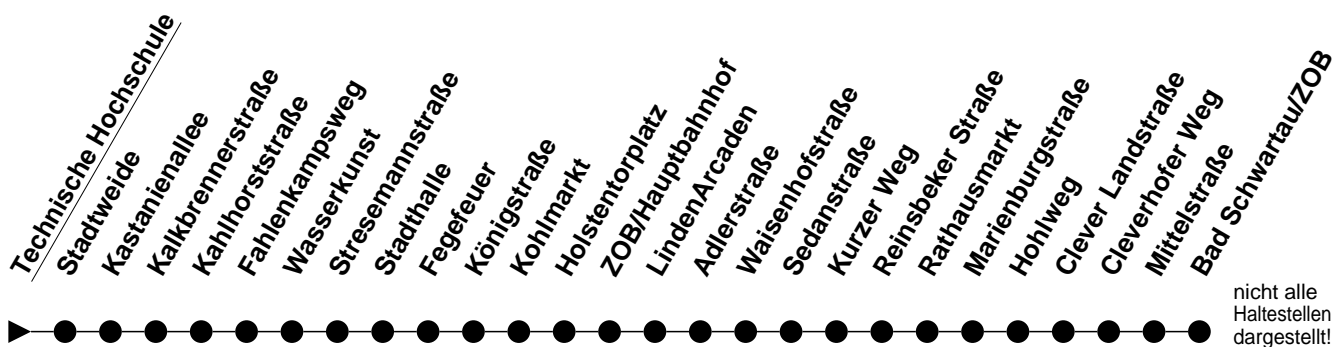 Technische Hochschule
Stadtweide
Kastanienallee
Kalkbrennerstraße
Kahlhorststraße
Fahlenkampsweg
Wasserkunst
Stresemannstraße
Stadthalle
Fegefeuer
Königstraße
Kohlmarkt
Holstentorplatz
ZOB/Hauptbahnhof
LindenArcaden
Adlerstraße
Waisenhofstraße
Sedanstraße
Kurzer Weg
Reinsbeker Straße
Rathausmarkt
Marienburgstraße
Hohlweg
Clever Landstraße
Cleverhofer Weg
Mittelstraße
Bad Schwartau/ZOB
nicht alle
Haltestellen
dargestellt!